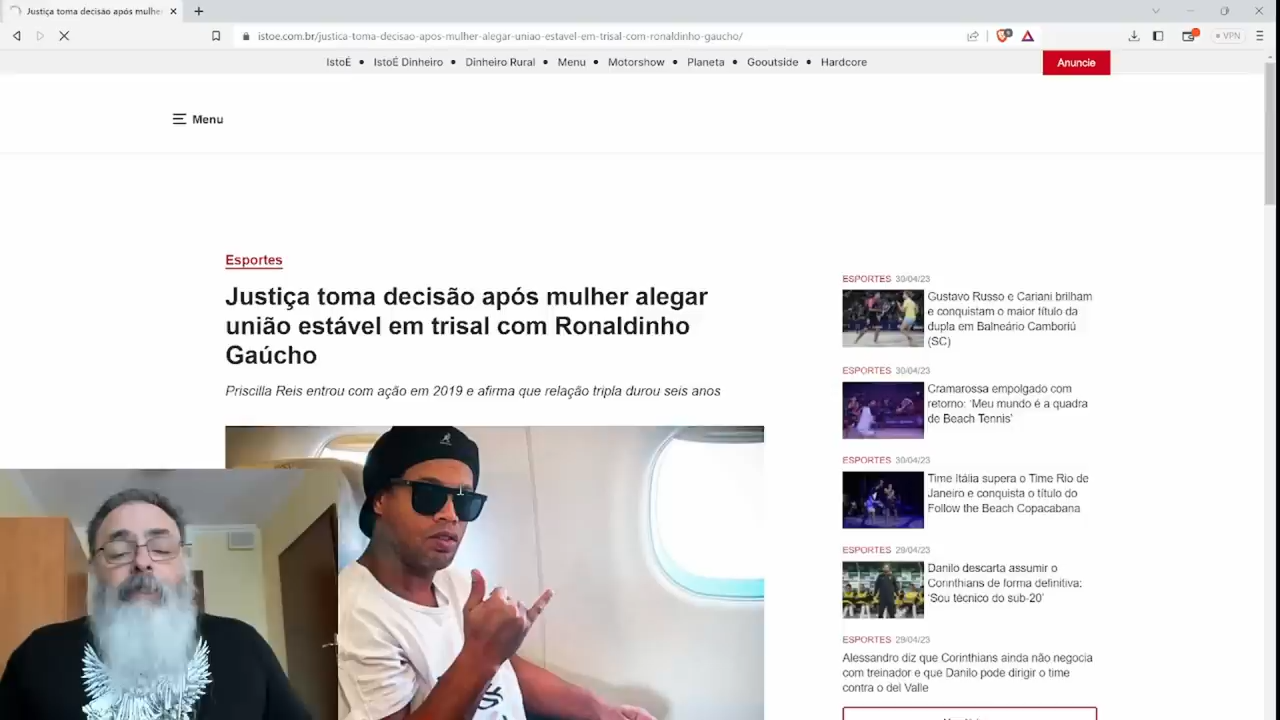 Justiça toma decisão após mulhe
istoe.com.br/justica-toma-decisao-apos-mulher-alegar-uniao-estavel-em-trisal-com-ronaldinho-gaucho/
VPN
IstoÉ • IstoÉ Dinheiro • Dinheiro Rural • Menu • Motorshow • Planeta • Gooutside • Hardcore
Anuncie
Menu
Esportes
Justiça toma decisão após mulher alegar
união estável em trisal com Ronaldinho
Gaúcho
Priscilla Reis entrou com ação em 2019 e afirma que relação tripla durou seis anos
ESPORTES 30/04/23
Gustavo Russo e Cariani brilham
e conquistam o maior título da
dupla em Balneário Camboriú
(SC)
ESPORTES 30/04/23
Cramarossa empolgado com
retorno: ‘Meu mundo é a quadra
de Beach Tennis’
ESPORTES 30/04/23
Time Itália supera o Time Rio de
Janeiro e conquista o título do
Follow the Beach Copacabana
ESPORTES 29/04/23
Danilo descarta assumir o
Corinthians de forma definitiva:
‘Sou técnico do sub-20’
ESPORTES 29/04/23
Alessandro diz que Corinthians ainda não negocia
com treinador e que Danilo pode dirigir o time
contra o del Valle